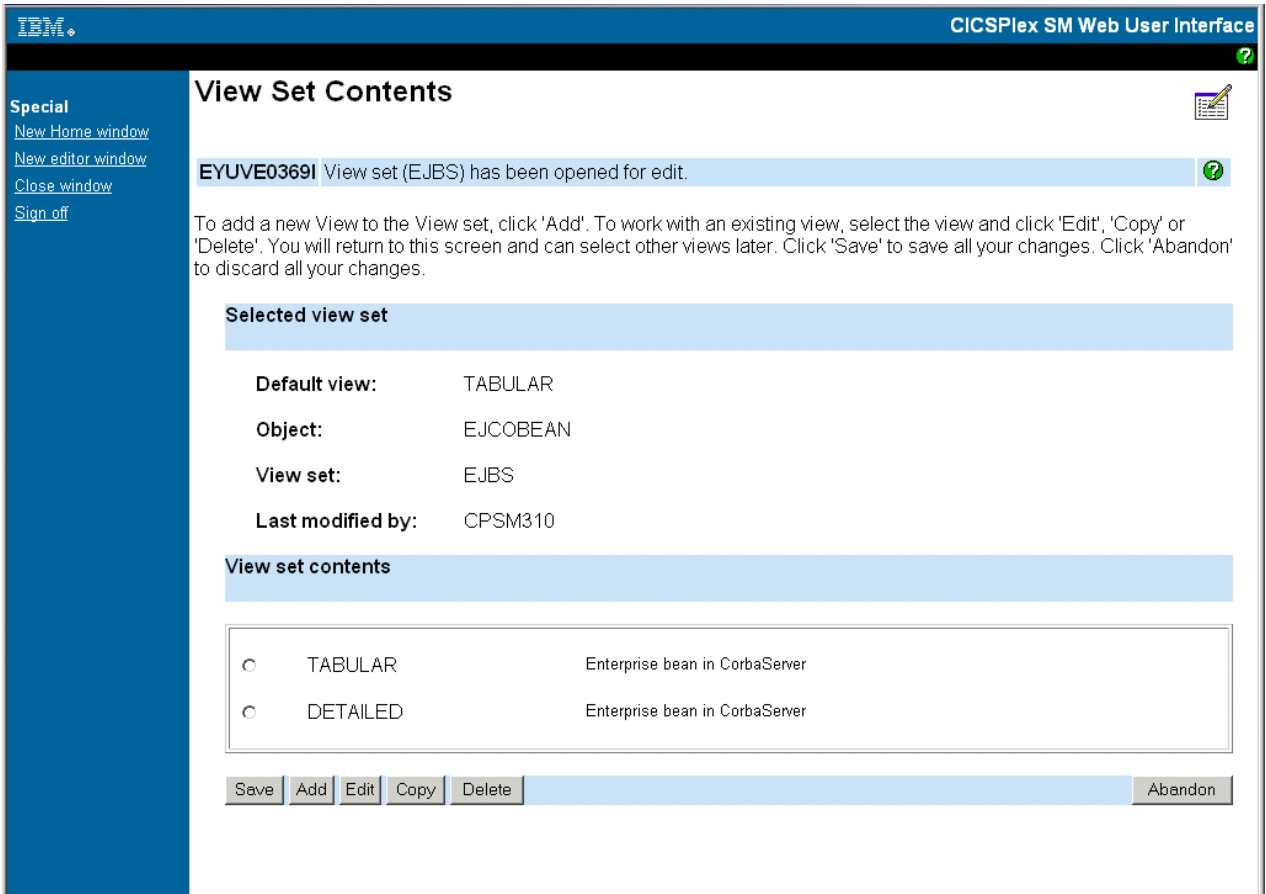 IBM
CICSPlex SM Web User Interface
?
Special
New Home window
New editor window
Close window
Sign off
View Set Contents
EYUVE0369I View set (EJBS) has been opened for edit. ?
To add a new View to the View set, click 'Add'. To work with an existing view, select the view and click 'Edit', 'Copy' or
'Delete'. You will return to this screen and can select other views later. Click 'Save' to save all your changes. Click 'Abandon'
to discard all your changes.
Selected view set
Default view: TABULAR
Object: EJCOBEAN
View set: EJBS
Last modified by: CPSM310
View set contents
TABULAR Enterprise bean in CorbaServer
DETAILED Enterprise bean in CorbaServer
Save Add Edit Copy Delete Abandon